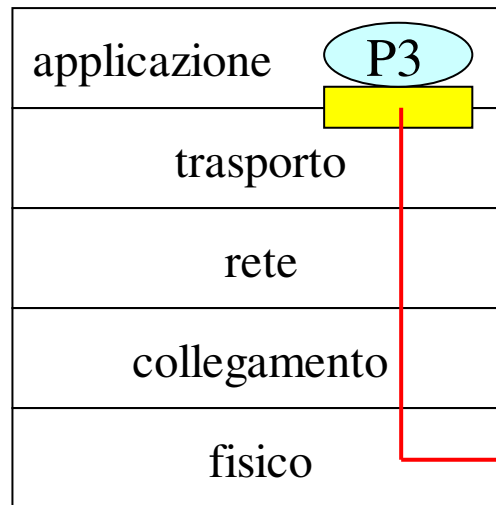 applicazione P3
trasporto
rete
collegamento
fisico